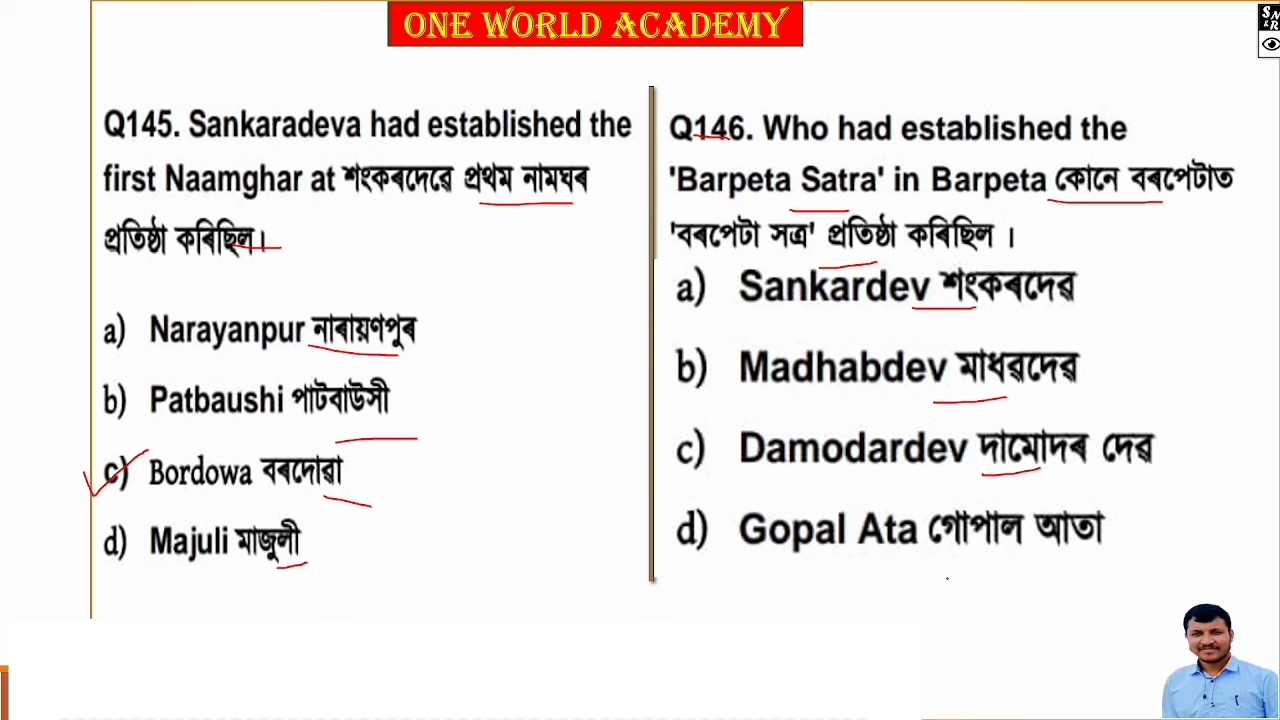 ONE WORLD ACADEMY
Q145. Sankaradeva had established the
first Naamghar at শংকৰদেৱে প্ৰথম নামঘৰ
প্ৰতিষ্ঠা কৰিছিল।
a) Narayanpur নাৰায়ণপুৰ
b) Patbaushi পাটবাউসী
c) Bordowa বৰদোৱা
d) Majuli মাজুলী
Q146. Who had established the
'Barpeta Satra' in Barpeta কোনে বৰপেটাত
'বৰপেটা সত্ৰ' প্ৰতিষ্ঠা কৰিছিল ।
a) Sankardev শংকৰদেৱ
b) Madhabdev মাধৱদেৱ
c) Damodardev দামোদৰ দেৱ
d) Gopal Ata গোপাল আতা